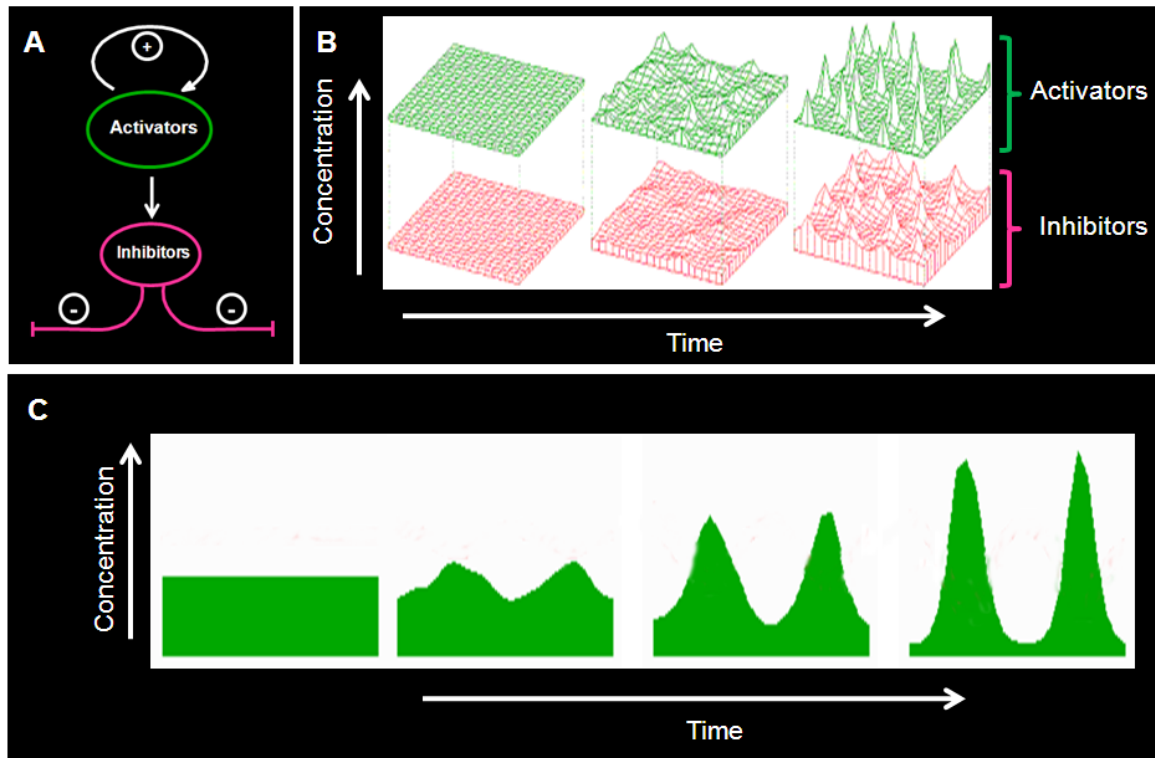 A
+
Activators
Inhibitors
- -
B
Concentration
Activators
Inhibitors
Time
C
Concentration
Time